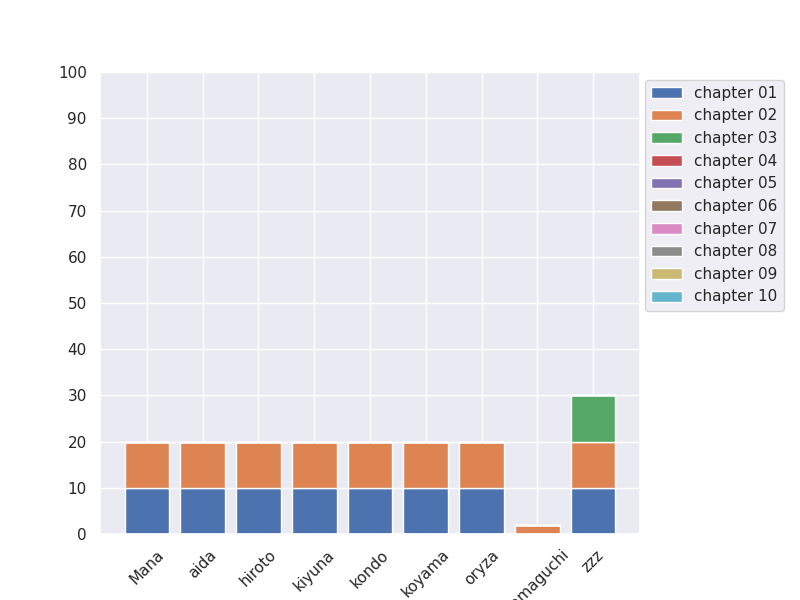 100
90
80
70
60
50
40
30
20
10
0
Mana
aida
hiroto
kiyuna
kondo
koyama
oryza
omaguchi
zzz
chapter 01
chapter 02
chapter 03
chapter 04
chapter 05
chapter 06
chapter 07
chapter 08
chapter 09
chapter 10